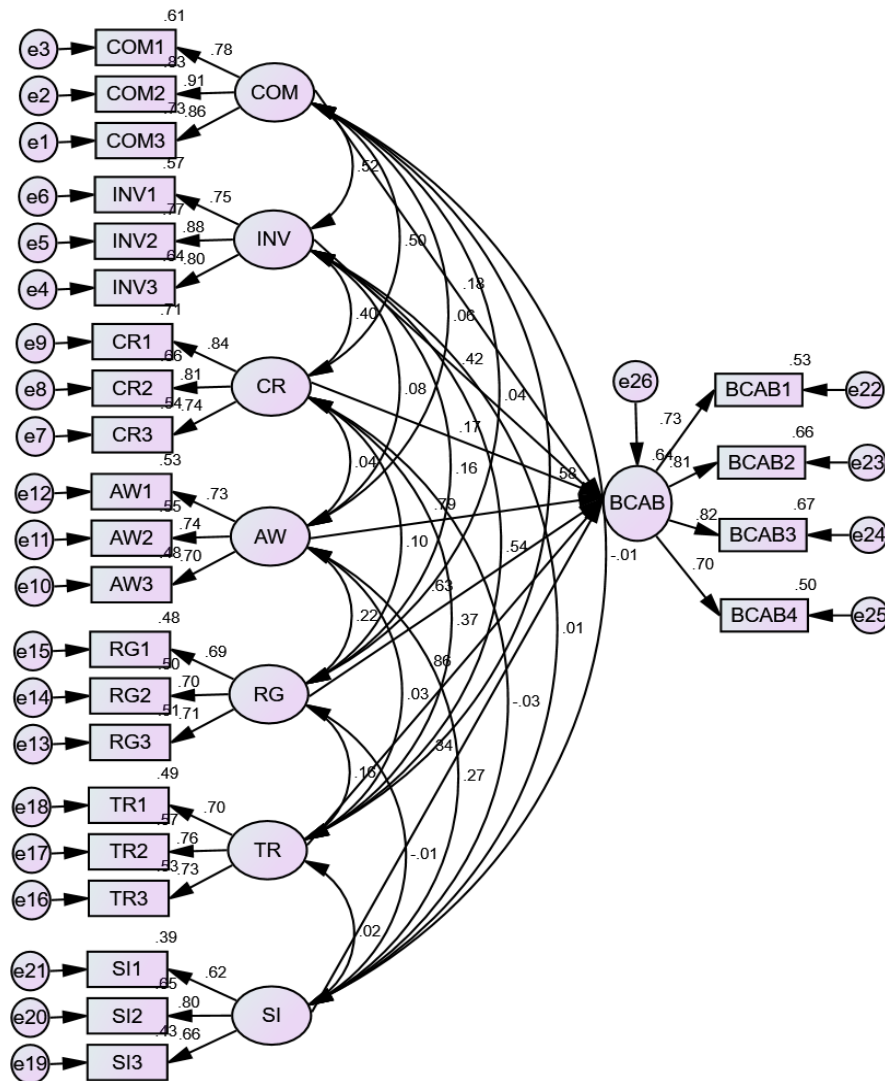 .61
e3 COM1 .78
.83
e2 COM2 .91 COM
.73
e1 COM3 .86
.57
e6 INV1 .75 .52
.77
e5 INV2 .88 INV .50
.64
e4 INV3 .80 .18
.71 .40 .06
e9 CR1 .84 .42
.66
e8 CR2 .81 CR .08 .04
.54
e7 CR3 .74 .17
.53 .04 .16 .58
e12 AW1 .73
.55 .79
e11 AW2 .74 AW .10 .54 -.01
.48
e10 AW3 .70 .63
.48 .22 .37
e15 RG1 .69 .01
.50 .86
e14 RG2 .70 RG .03 -.03
.51
e13 RG3 .71 .34
.49 .16 .27
e18 TR1 .70
.57
e17 TR2 .76 TR -.01
.53
e16 TR3 .73
.39 .02
e21 SI1 .62
.65
e20 SI2 .80 SI
.43
e19 SI3 .66
e26
.64
BCAB
.53
.73 BCAB1 e22
.66
.81 BCAB2 e23
.67
.82 BCAB3 e24
.50
.70 BCAB4 e25